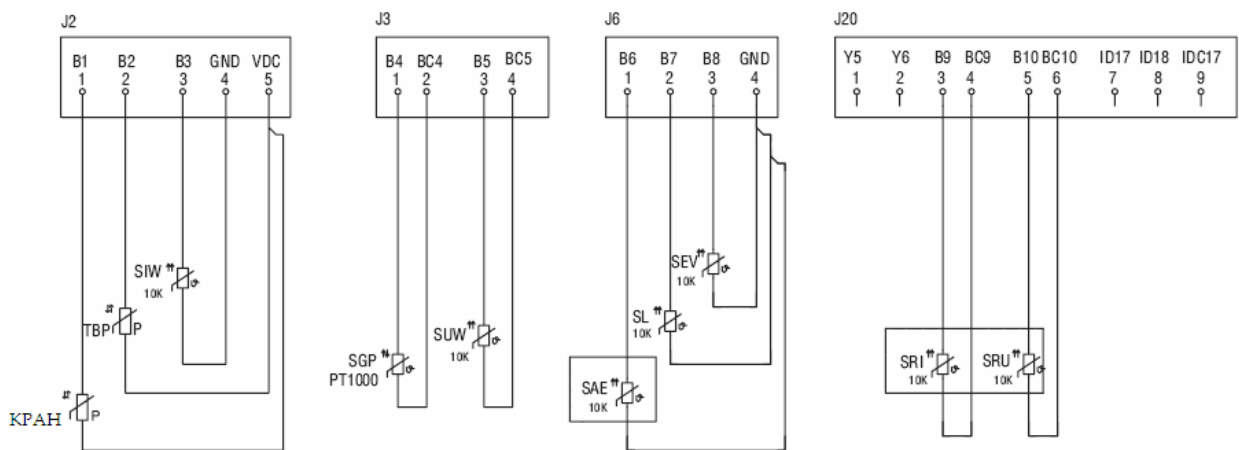 J2
B1 B2 B3 GND VDC
1 2 3 4 5
SIW
10K
TBP P
KPAH P
J3
B4 BC4 B5 BC5
1 2 3 4
SUW
10K
SGP
PT1000
J6
B6 B7 B8 GND
1 2 3 4
SEV
10K
SL
10K
SAE
10K
J20
Y5 Y6 B9 BC9 B10 BC10 ID17 ID18 IDC17
1 2 3 4 5 6 7 8 9
SRI SRU
10K 10K